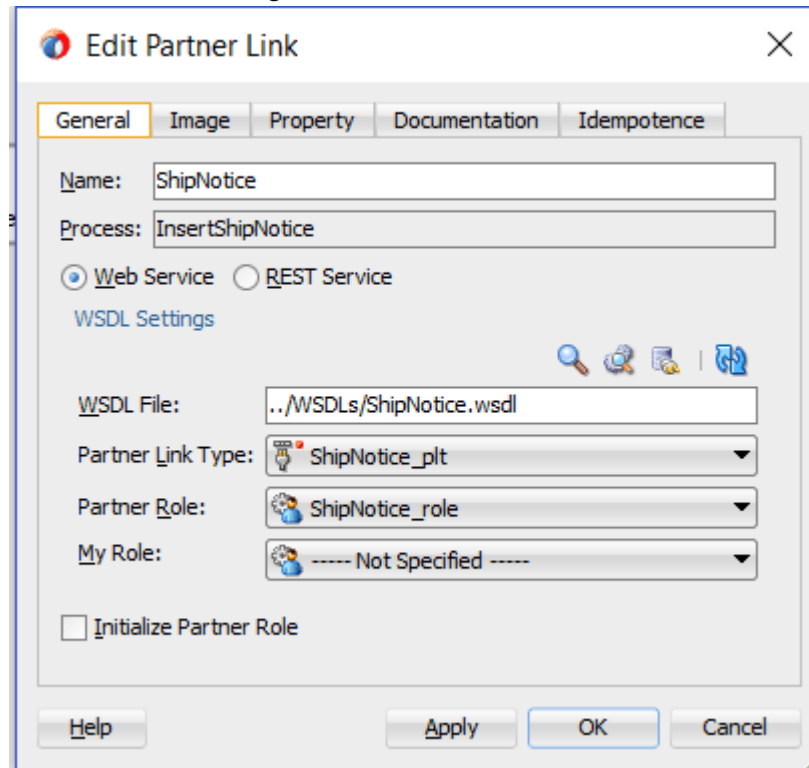 Edit Partner Link
General Image Property Documentation Idempotence
Name: ShipNotice
Process: InsertShipNotice
Web Service REST Service
WSDL Settings
WSDL File: ../WSDLs/ShipNotice.wsdl
Partner Link Type: ShipNotice_plt
Partner Role: ShipNotice_role
My Role: ----- Not Specified -----
Initialize Partner Role
Help Apply OK Cancel